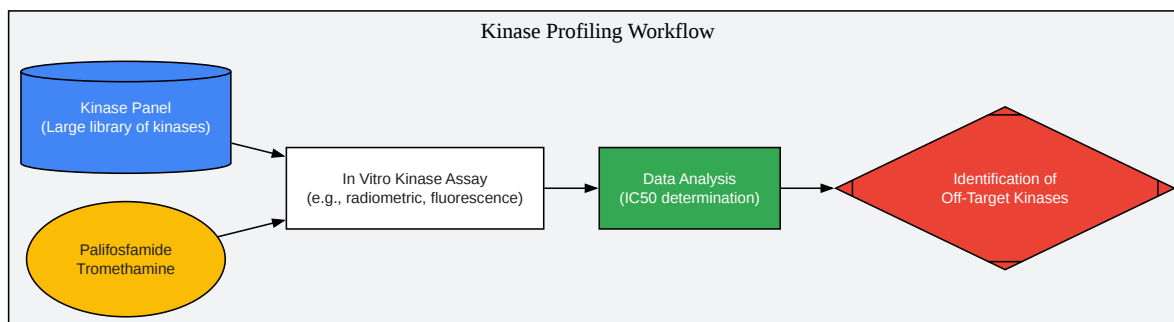 Kinase Profiling Workflow
Kinase Panel
(Large library of kinases)
Palifosfamide
Tromethamine
In Vitro Kinase Assay
(e.g., radiometric, fluorescence)
Data Analysis
(IC50 determination)
Identification of
Off-Target Kinases